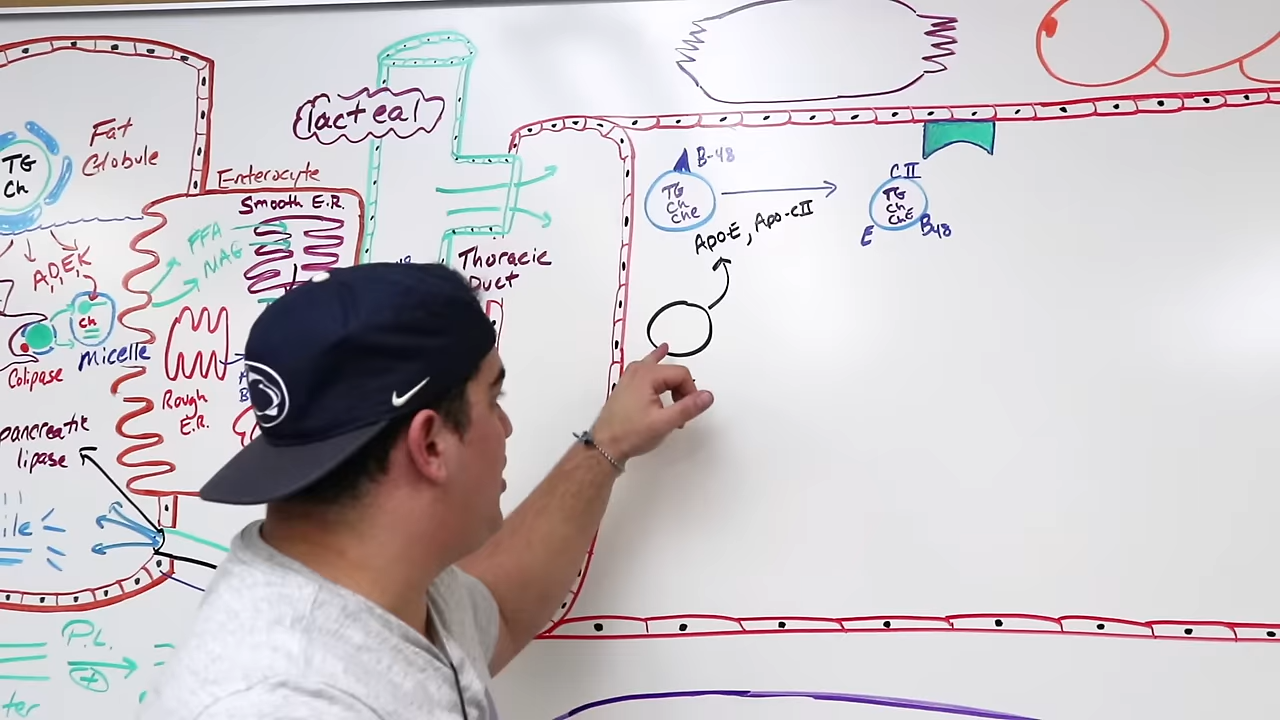 TG
Ch
Fat
Globule
A,D,E,K
Ch
Micelle
Colipase
pancreatic
lipase
P.L.
+
Enterocyte
Smooth E.R.
FFA
MAG
Rough
E.R.
lacteal
Thoracic
Duct
B-48
TG
Ch
Che
Apo-E, Apo-CII
CII
TG
Ch
ChE
E
B48